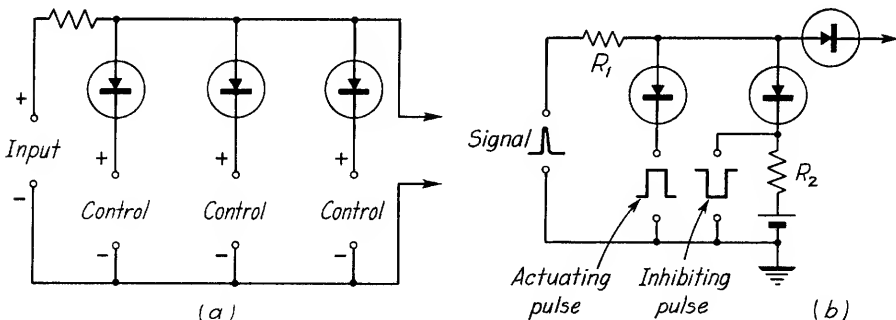 +
Input
-
+
Control
-
+
Control
-
+
Control
-
(a)
R₁
Signal
R₂
Actuating
pulse
Inhibiting
pulse
(b)